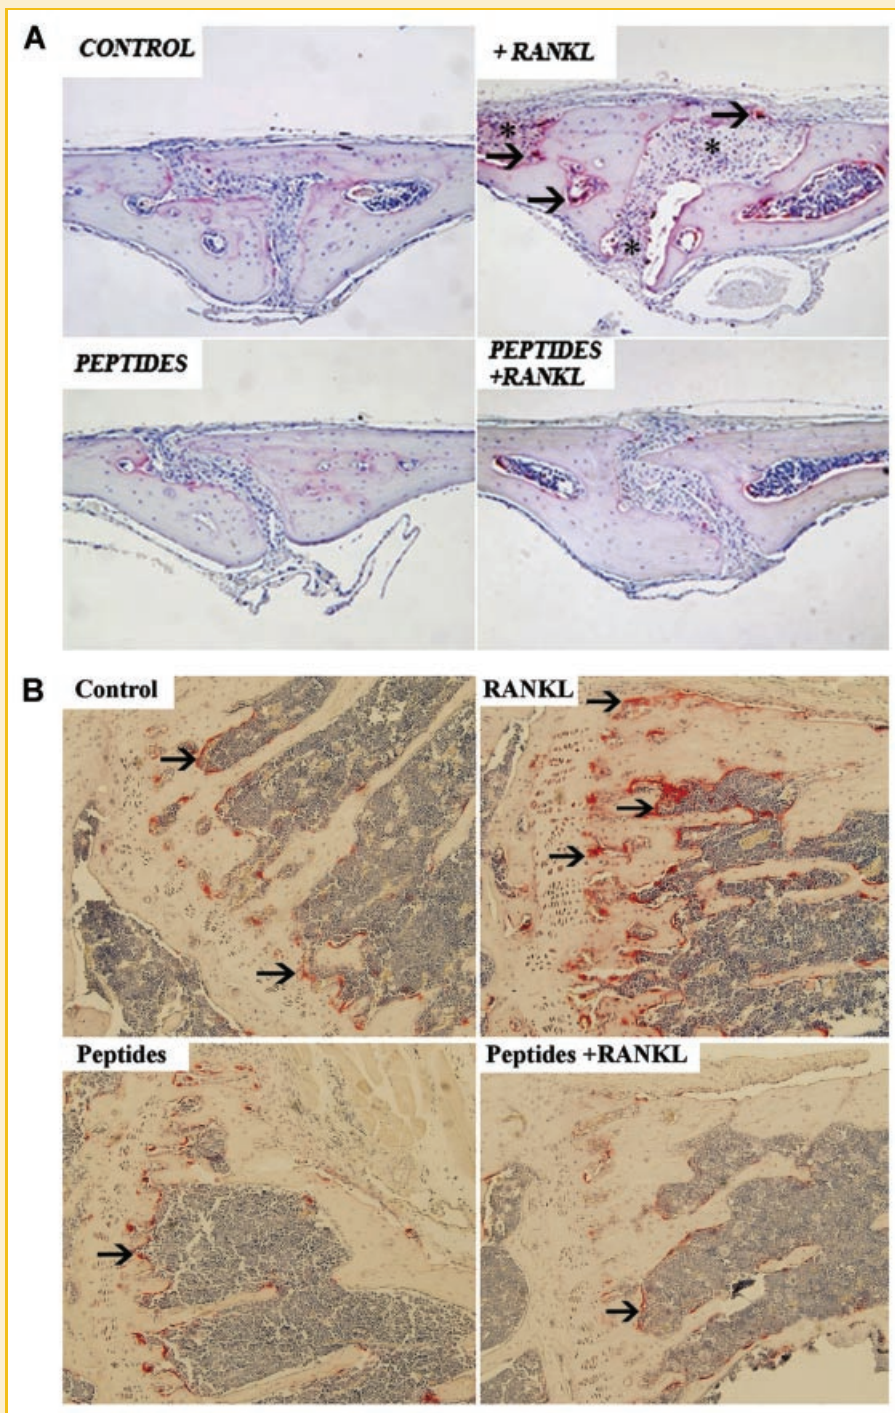 A
CONTROL
+ RANKL
* * *
PEPTIDES
PEPTIDES
+RANKL
B
Control
RANKL
Peptides
Peptides +RANKL